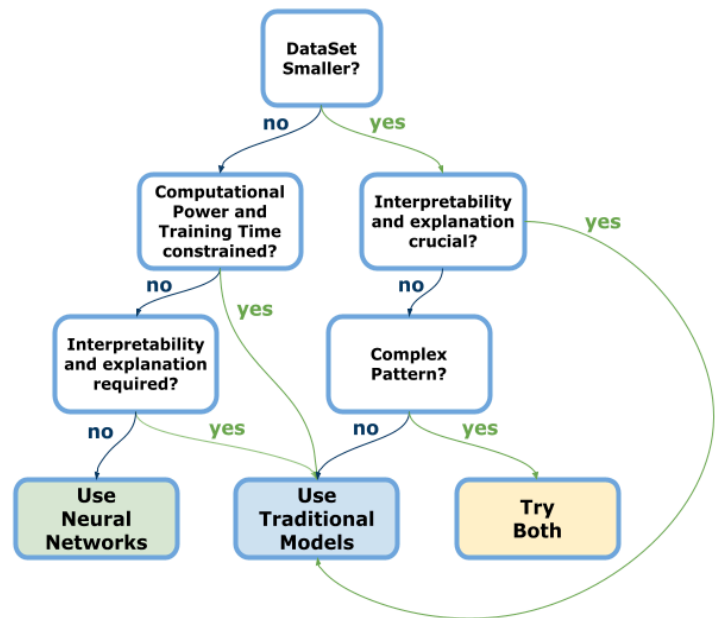 DataSet
Smaller?
no
yes
Computational
Power and
Training Time
constrained?
Interpretability
and explanation
crucial?
yes
no
yes
no
Interpretability
and explanation
required?
Complex
Pattern?
no
yes
no
yes
Use
Neural
Networks
Use
Traditional
Models
Try
Both